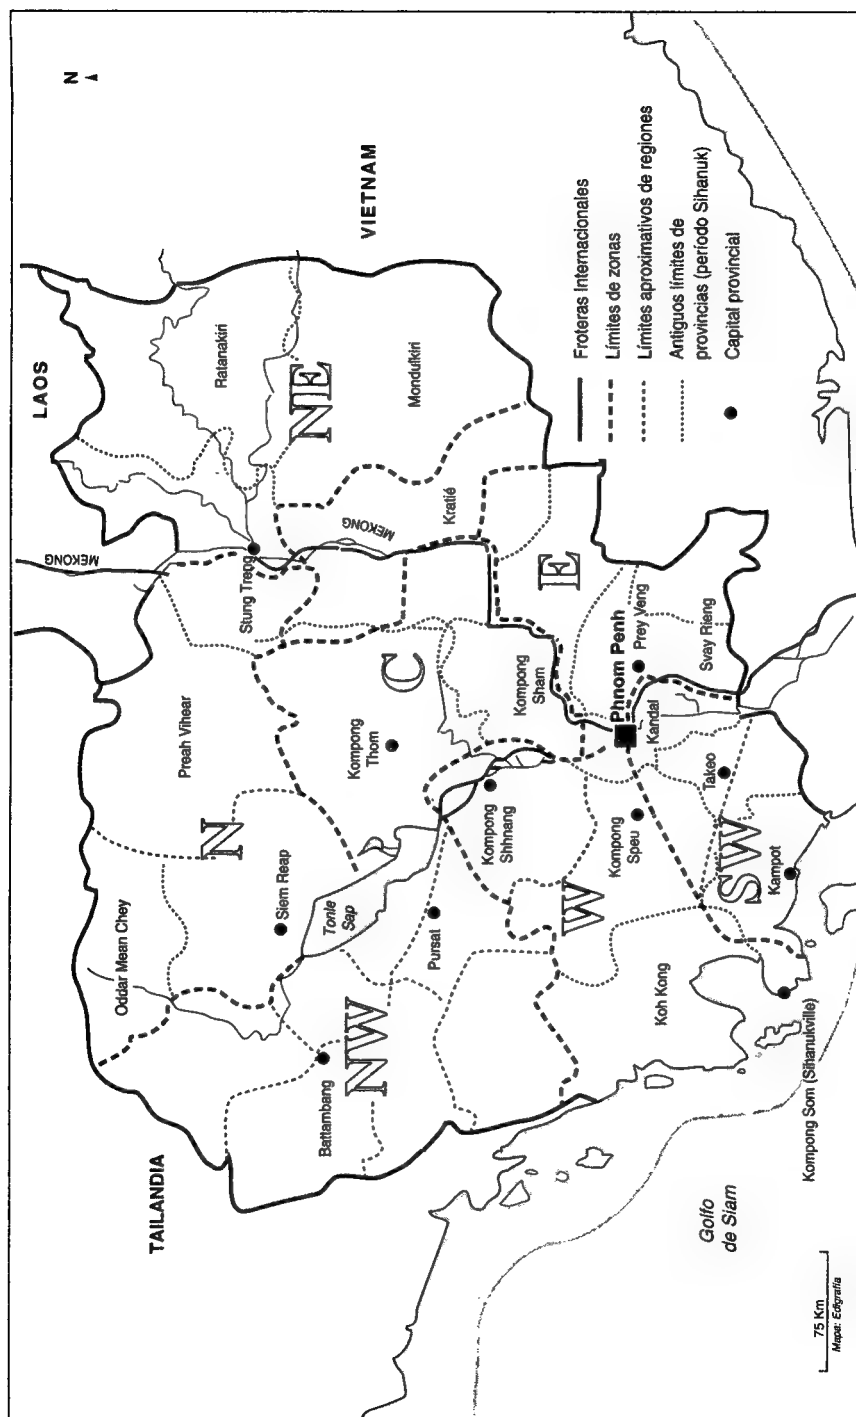 N
LAOS
VIETNAM
TAILANDIA
MEKONG
Ratanakiri
NE
Stung Treng
Oddar Mean Chey
Preah Vihear
N
Siem Reap
MEKONG
Mondulkiri
Kratié
Battambang
NW
Tonle
Sap
Kompong
Thom
C
Pursat
Kompong
Shhnang
Kompong
Sham
E
W
Kompong
Speu
Phnom Penh
Kandal
Prey Veng
Svay Rieng
Koh Kong
SW
Takeo
Kampot
Kompong Som (Sihanukville)
Golfo
de Siam
Froteras Internacionales
Límites de zonas
Límites aproximativos de regiones
Antiguos límites de
provincias (período Sihanuk)
Capital provincial
75 Km
Mapa: Edigrafía